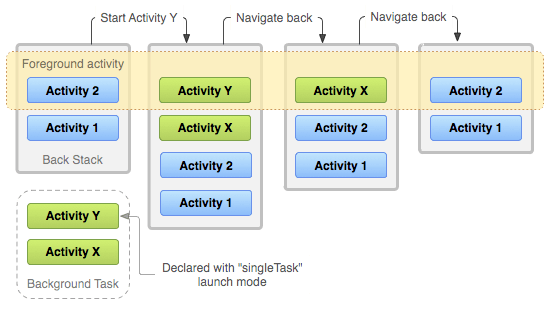 Start Activity Y
Navigate back
Navigate back
Foreground activity
Activity 2
Activity 1
Back Stack
Activity Y
Activity X
Activity 2
Activity 1
Activity X
Activity 2
Activity 1
Activity 2
Activity 1
Activity Y
Activity X
Background Task
Declared with "singleTask"
launch mode